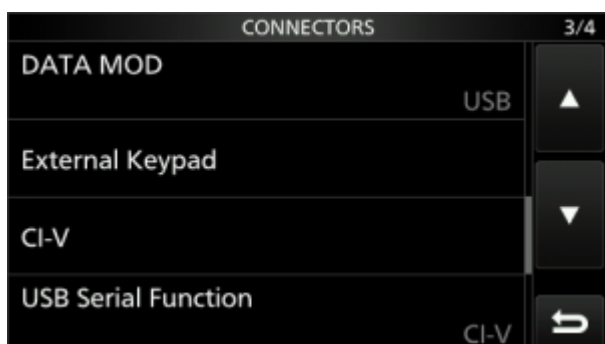 CONNECTORS 3/4
DATA MOD
USB
External Keypad
CI-V
USB Serial Function
CI-V